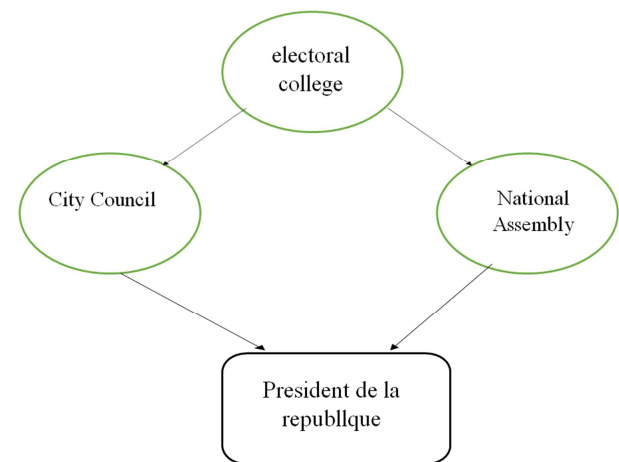 electoral
college
City Council
National
Assembly
President de la
republlque